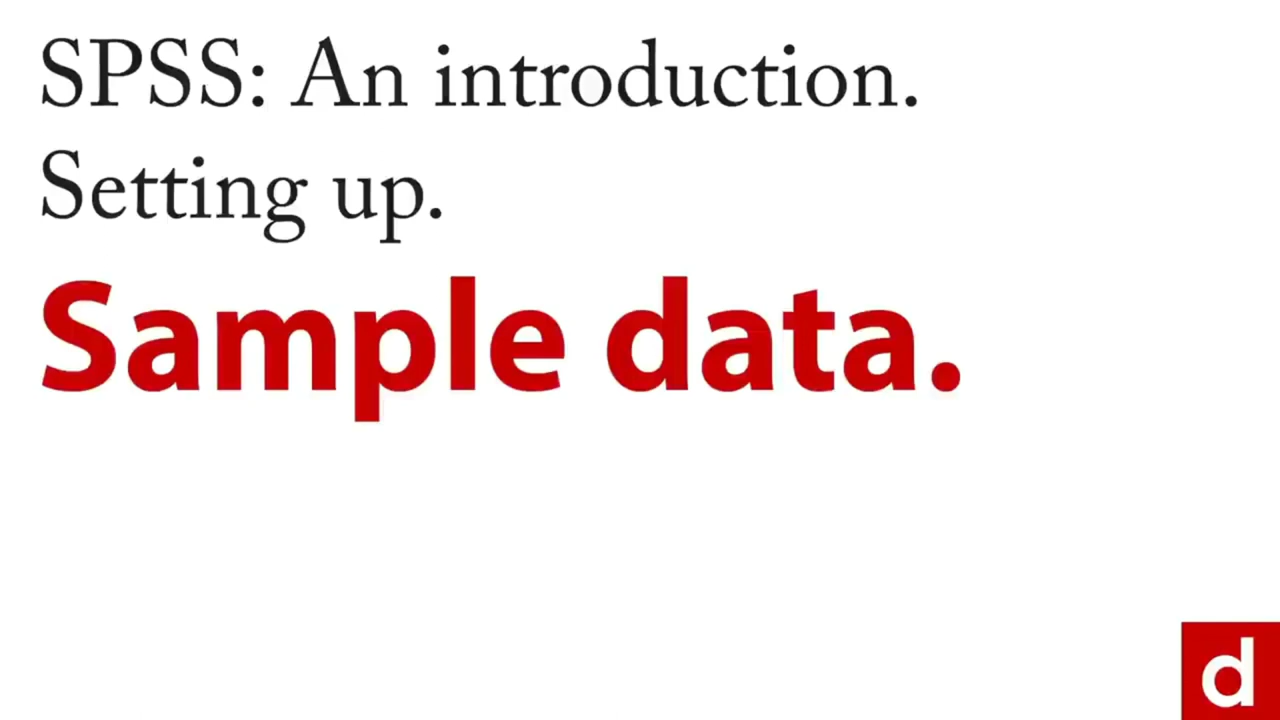 SPSS: An introduction.
Setting up.
Sample data.
d